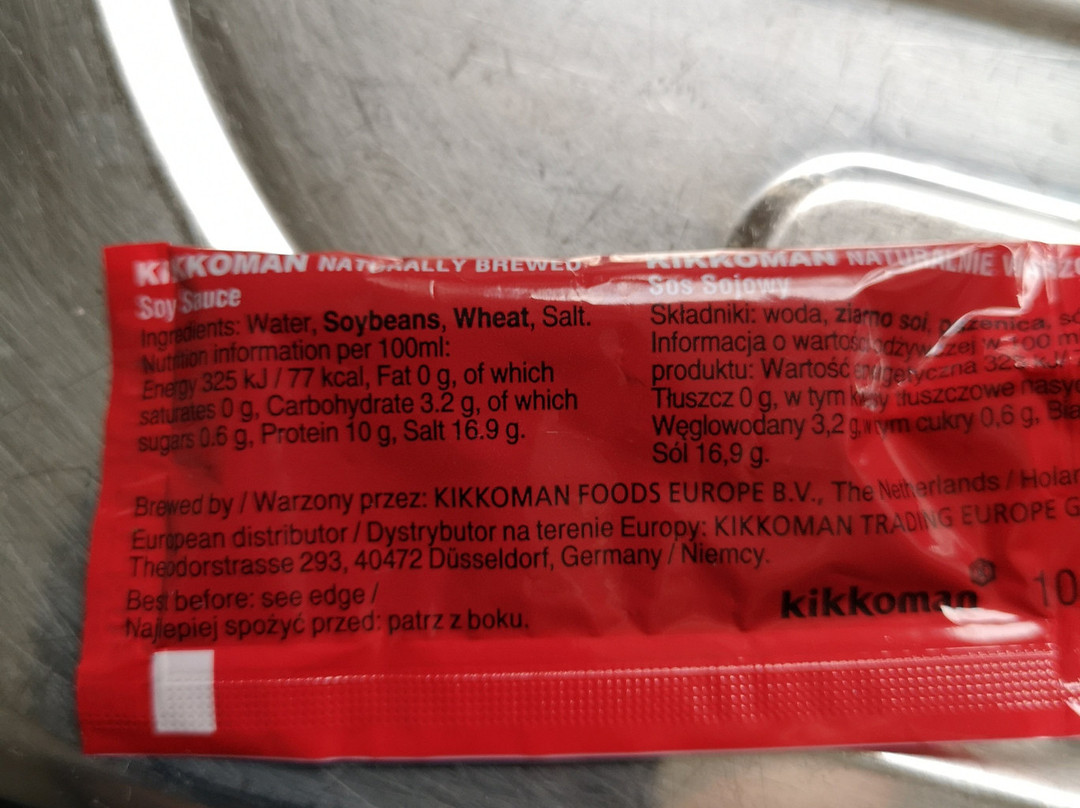 KIKKOMAN NATURALLY BREWED
Soy Sauce
Ingredients: Water, Soybeans, Wheat, Salt.
Nutrition information per 100ml:
Energy 325 kJ / 77 kcal, Fat 0 g, of which
saturates 0 g, Carbohydrate 3.2 g, of which
sugars 0.6 g, Protein 10 g, Salt 16.9 g.
KIKKOMAN NATURALNIE
Sos Sojowy
Składniki: woda, ziarno soi, pszenica,
Informacja o wartości odżywczej w 100
produktu: Wartość energetyczna
Tłuszcz 0 g, w tym kwasy tłuszczowe
Węglowodany 3,2 g, w tym cukry 0,6 g,
Sól 16,9 g.
Brewed by / Warzony przez: KIKKOMAN FOODS EUROPE B.V., The Netherlands /
European distributor / Dystrybutor na terenie Europy: KIKKOMAN TRADING EUROPE
Theodorstrasse 293, 40472 Düsseldorf, Germany / Niemcy.
Best before: see edge /
Najlepiej spożyć przed: patrz z boku.
kikkoman®
10